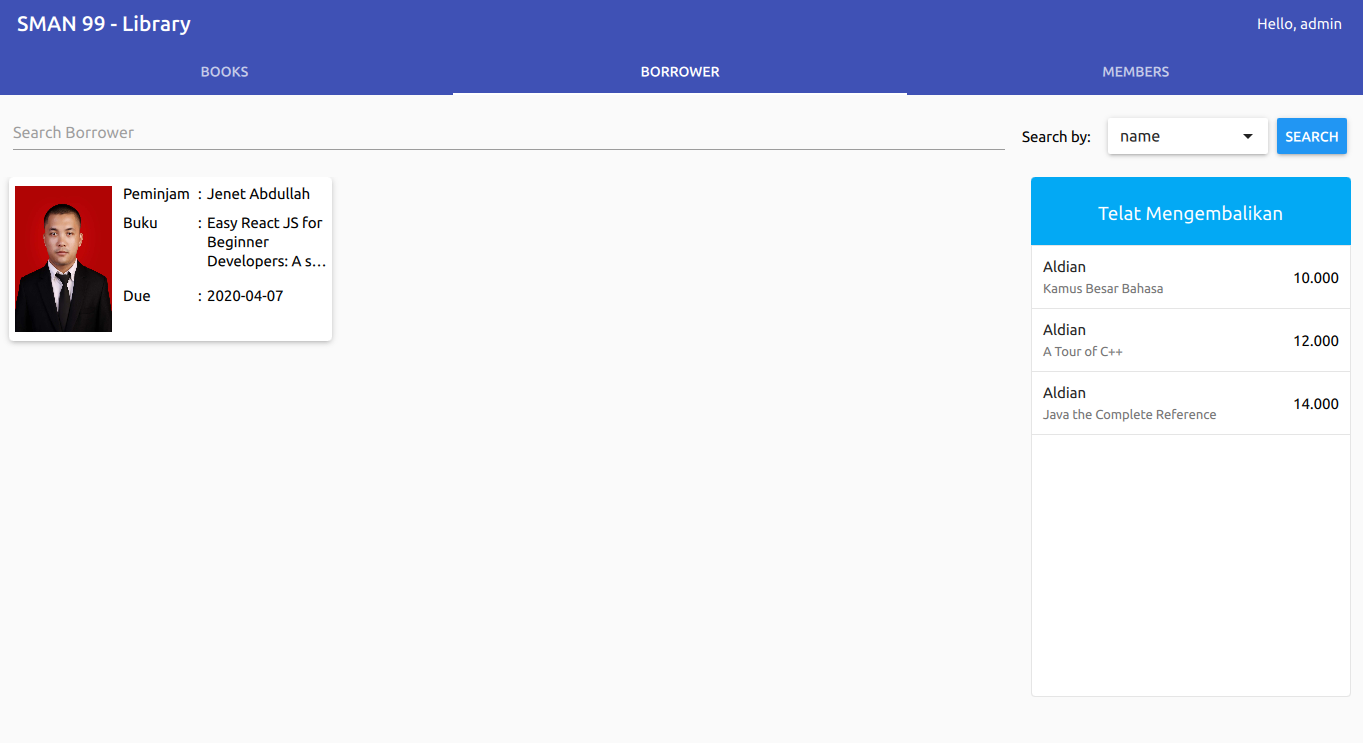 SMAN 99 - Library
Hello, admin
BOOKS
BORROWER
MEMBERS
Search Borrower
Search by:
name
SEARCH
Peminjam : Jenet Abdullah
Buku : Easy React JS for
Beginner
Developers: A s...
Due : 2020-04-07
Telat Mengembalikan
Aldian
Kamus Besar Bahasa
10.000
Aldian
A Tour of C++
12.000
Aldian
Java the Complete Reference
14.000